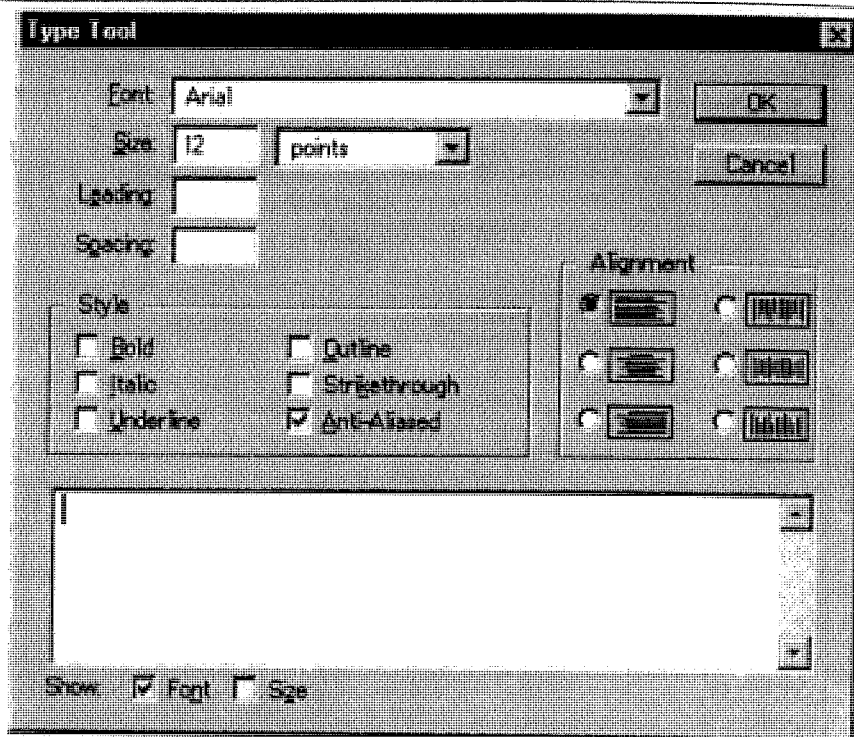 Type Tool
Font: Arial
OK
Size: 12 points
Cancel
Leading:
Spacing:
Alignment
Style
Bold
Outline
Italic
Strikethrough
Underline
Anti-Aliased
Show: Font Size